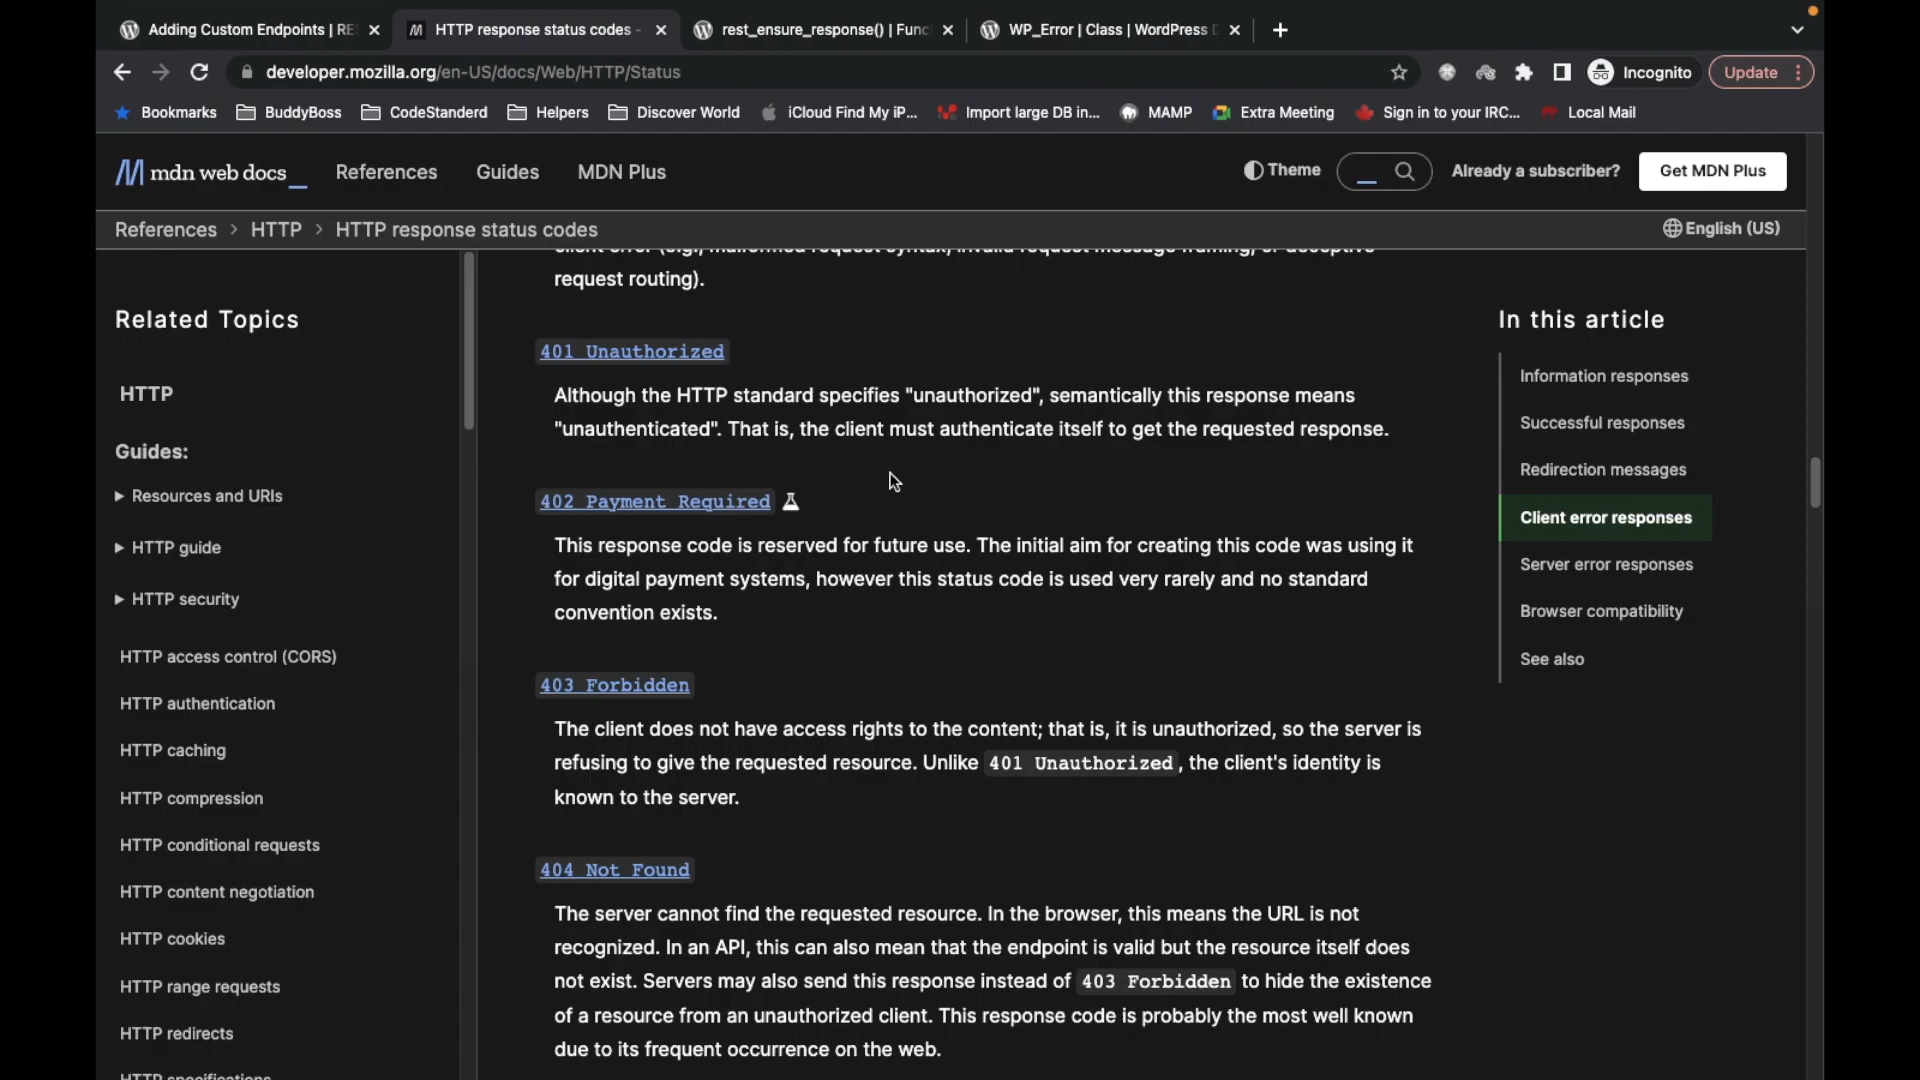 Adding Custom Endpoints | RE
HTTP response status codes -
rest_ensure_response() | Func
WP_Error | Class | WordPress D
developer.mozilla.org/en-US/docs/Web/HTTP/Status
Incognito
Update
Bookmarks
BuddyBoss
CodeStanderd
Helpers
Discover World
iCloud Find My iP...
Import large DB in...
MAMP
Extra Meeting
Sign in to your IRC...
Local Mail
mdn web docs_
References
Guides
MDN Plus
Theme
Already a subscriber?
Get MDN Plus
References > HTTP > HTTP response status codes
English (US)
Related Topics
HTTP
Guides:
Resources and URIs
HTTP guide
HTTP security
HTTP access control (CORS)
HTTP authentication
HTTP caching
HTTP compression
HTTP conditional requests
HTTP content negotiation
HTTP cookies
HTTP range requests
HTTP redirects
HTTP specifications
client error (e.g., malformed request syntax, invalid request message framing, or deceptive
request routing).
401 Unauthorized
Although the HTTP standard specifies "unauthorized", semantically this response means
"unauthenticated". That is, the client must authenticate itself to get the requested response.
402 Payment Required
This response code is reserved for future use. The initial aim for creating this code was using it
for digital payment systems, however this status code is used very rarely and no standard
convention exists.
403 Forbidden
The client does not have access rights to the content; that is, it is unauthorized, so the server is
refusing to give the requested resource. Unlike 401 Unauthorized, the client's identity is
known to the server.
404 Not Found
The server cannot find the requested resource. In the browser, this means the URL is not
recognized. In an API, this can also mean that the endpoint is valid but the resource itself does
not exist. Servers may also send this response instead of 403 Forbidden to hide the existence
of a resource from an unauthorized client. This response code is probably the most well known
due to its frequent occurrence on the web.
In this article
Information responses
Successful responses
Redirection messages
Client error responses
Server error responses
Browser compatibility
See also